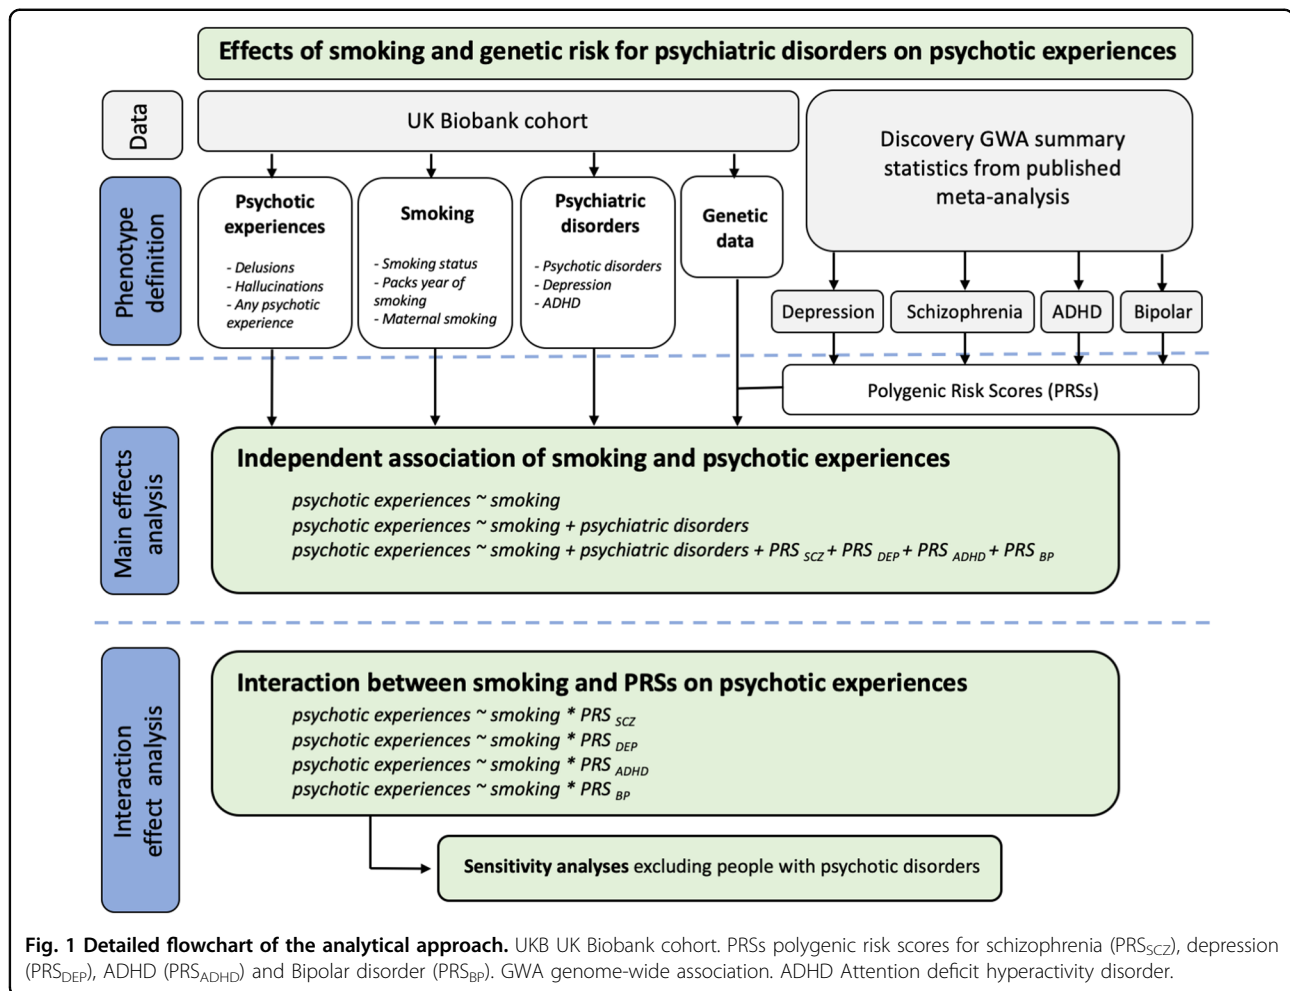 Effects of smoking and genetic risk for psychiatric disorders on psychotic experiences
Data
UK Biobank cohort
Discovery GWA summary
statistics from published
meta-analysis
Phenotype
definition
Psychotic
experiences
- Delusions
- Hallucinations
- Any psychotic
experience
Smoking
- Smoking status
- Packs year of
smoking
- Maternal smoking
Psychiatric
disorders
- Psychotic disorders
- Depression
- ADHD
Genetic
data
Depression
Schizophrenia
ADHD
Bipolar
Polygenic Risk Scores (PRSs)
Main effects
analysis
Independent association of smoking and psychotic experiences
psychotic experiences ~ smoking
psychotic experiences ~ smoking + psychiatric disorders
psychotic experiences ~ smoking + psychiatric disorders + PRS SCZ + PRS DEP + PRS ADHD + PRS BP
Interaction
effect analysis
Interaction between smoking and PRSs on psychotic experiences
psychotic experiences ~ smoking * PRS SCZ
psychotic experiences ~ smoking * PRS DEP
psychotic experiences ~ smoking * PRS ADHD
psychotic experiences ~ smoking * PRS BP
Sensitivity analyses excluding people with psychotic disorders
Fig. 1 Detailed flowchart of the analytical approach. UKB UK Biobank cohort. PRSs polygenic risk scores for schizophrenia (PRSSCZ), depression
(PRSDEP), ADHD (PRSADHD) and Bipolar disorder (PRSBP). GWA genome-wide association. ADHD Attention deficit hyperactivity disorder.